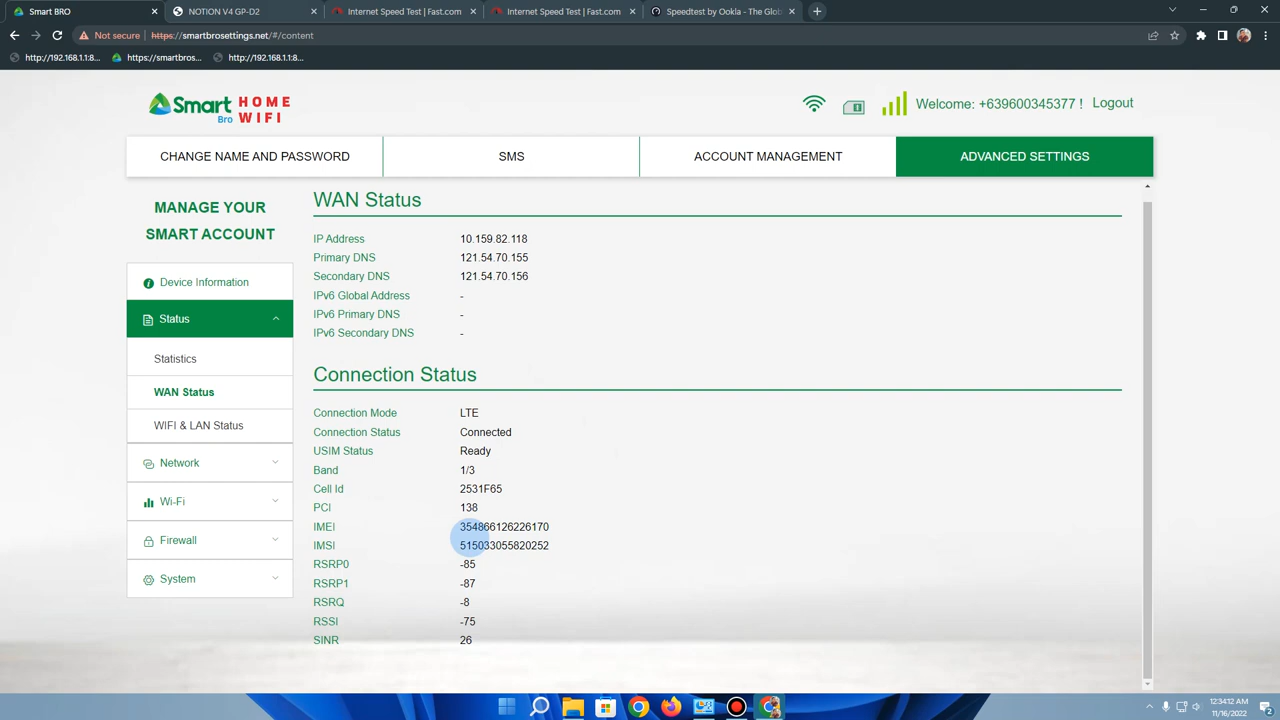 Smart BRO
NOTION V4 GP-D2
Internet Speed Test | Fast.com
Internet Speed Test | Fast.com
Speedtest by Ookla - The Glob
Not secure | https://smartbrosettings.net/#/content
http://192.168.1.1:8...
https://smartbros...
http://192.168.1.1:8...
Smart Bro HOME WIFI
Welcome: +639600345377 ! Logout
CHANGE NAME AND PASSWORD
SMS
ACCOUNT MANAGEMENT
ADVANCED SETTINGS
MANAGE YOUR
SMART ACCOUNT
Device Information
Status
Statistics
WAN Status
WIFI & LAN Status
Network
Wi-Fi
Firewall
System
WAN Status
IP Address 10.159.82.118
Primary DNS 121.54.70.155
Secondary DNS 121.54.70.156
IPv6 Global Address -
IPv6 Primary DNS -
IPv6 Secondary DNS -
Connection Status
Connection Mode LTE
Connection Status Connected
USIM Status Ready
Band 1/3
Cell Id 2531F65
PCI 138
IMEI 354866126226170
IMSI 515033055820252
RSRP0 -85
RSRP1 -87
RSRQ -8
RSSI -75
SINR 26
12:34:12 AM
11/16/2022